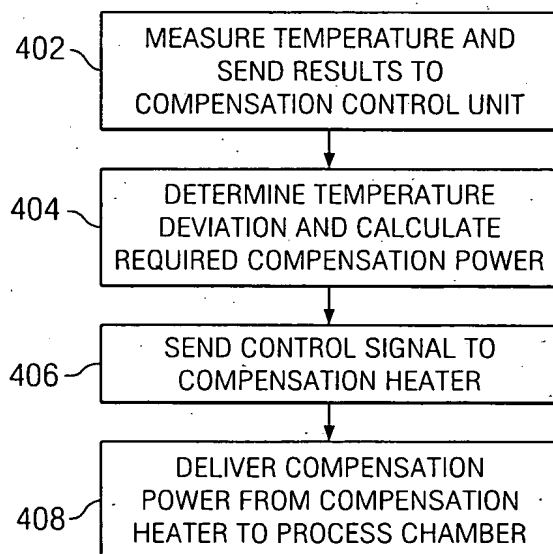 402
MEASURE TEMPERATURE AND
SEND RESULTS TO
COMPENSATION CONTROL UNIT
404
DETERMINE TEMPERATURE
DEVIATION AND CALCULATE
REQUIRED COMPENSATION POWER
406
SEND CONTROL SIGNAL TO
COMPENSATION HEATER
408
DELIVER COMPENSATION
POWER FROM COMPENSATION
HEATER TO PROCESS CHAMBER